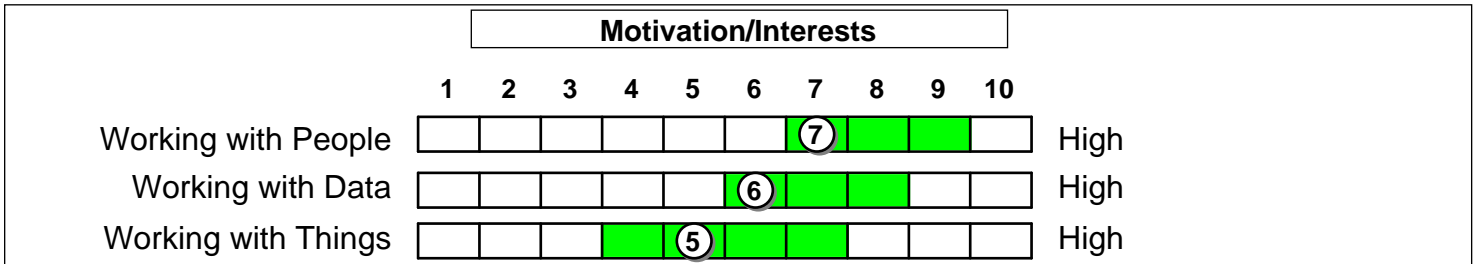 Motivation/Interests
1 2 3 4 5 6 7 8 9 10
Working with People 7 High
Working with Data 6 High
Working with Things 5 High